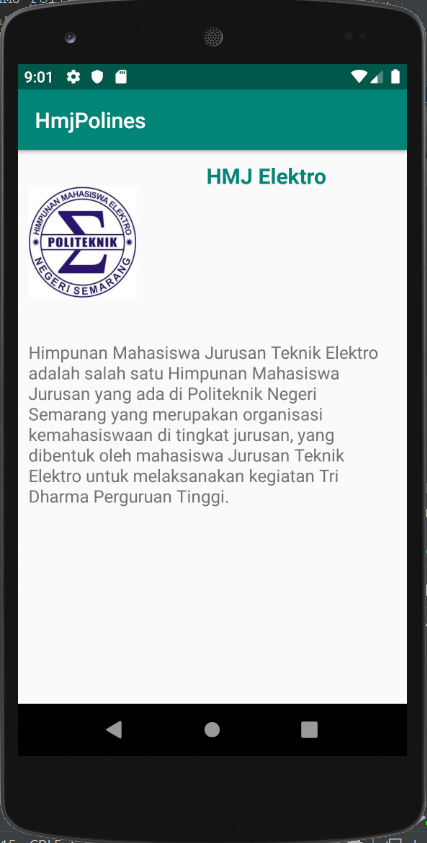 9:01
HmjPolines
HMJ Elektro
HIMPUNAN MAHASISWA ELEKTRO
POLITEKNIK
NEGERI SEMARANG
Himpunan Mahasiswa Jurusan Teknik Elektro
adalah salah satu Himpunan Mahasiswa
Jurusan yang ada di Politeknik Negeri
Semarang yang merupakan organisasi
kemahasiswaan di tingkat jurusan, yang
dibentuk oleh mahasiswa Jurusan Teknik
Elektro untuk melaksanakan kegiatan Tri
Dharma Perguruan Tinggi.